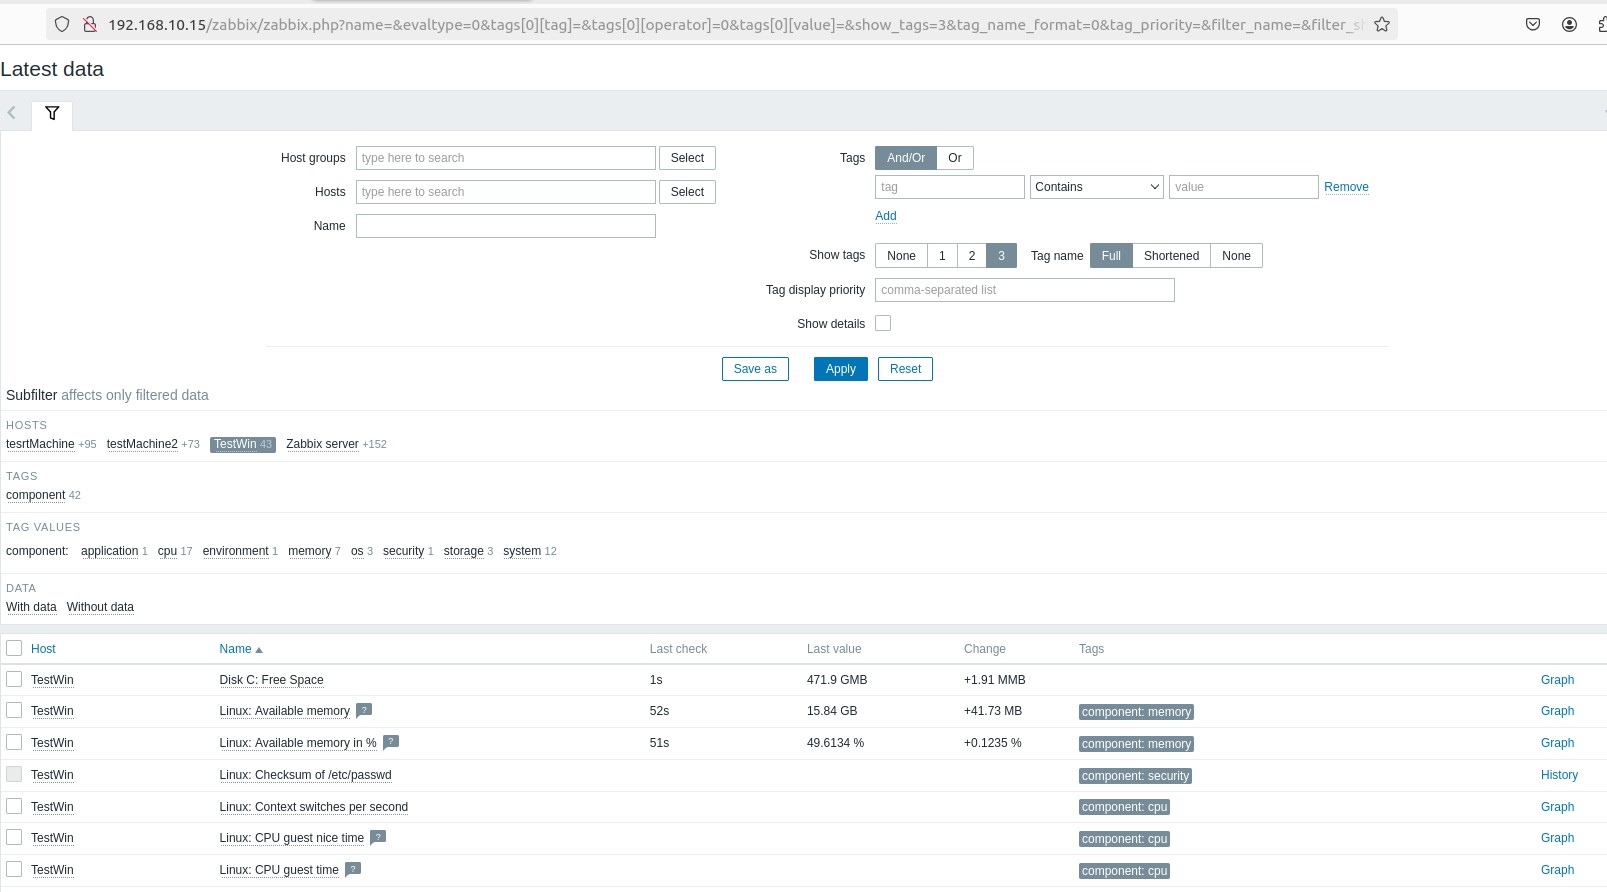 192.168.10.15/zabbix/zabbix.php?name=&evaltype=0&tags[0][tag]=&tags[0][operator]=0&tags[0][value]=&show_tags=3&tag_name_format=0&tag_priority=&filter_name=&filter_sh
Latest data
Host groups type here to search Select
Hosts type here to search Select
Name
Tags And/Or Or
tag Contains value Remove
Add
Show tags None 1 2 3 Tag name Full Shortened None
Tag display priority comma-separated list
Show details
Save as Apply Reset
Subfilter affects only filtered data
HOSTS
tesrtMachine +95 testMachine2 +73 TestWin 43 Zabbix server +152
TAGS
component 42
TAG VALUES
component: application 1 cpu 17 environment 1 memory 7 os 3 security 1 storage 3 system 12
DATA
With data Without data
Host Name Last check Last value Change Tags
TestWin Disk C: Free Space 1s 471.9 GMB +1.91 MMB Graph
TestWin Linux: Available memory ? 52s 15.84 GB +41.73 MB component: memory Graph
TestWin Linux: Available memory in % ? 51s 49.6134 % +0.1235 % component: memory Graph
TestWin Linux: Checksum of /etc/passwd component: security History
TestWin Linux: Context switches per second component: cpu Graph
TestWin Linux: CPU guest nice time ? component: cpu Graph
TestWin Linux: CPU guest time ? component: cpu Graph